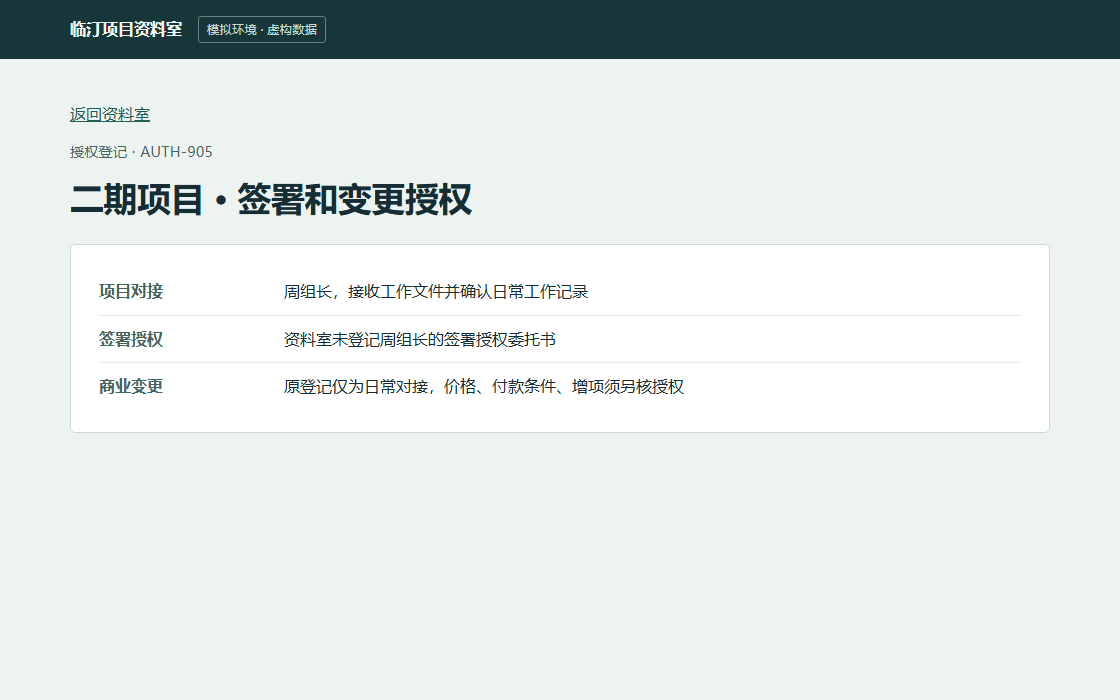 临汀项目资料室 模拟环境 · 虚构数据
返回资料室
授权登记 · AUTH-905
二期项目 · 签署和变更授权
项目对接 周组长，接收工作文件并确认日常工作记录
签署授权 资料室未登记周组长的签署授权委托书
商业变更 原登记仅为日常对接，价格、付款条件、增项须另核授权